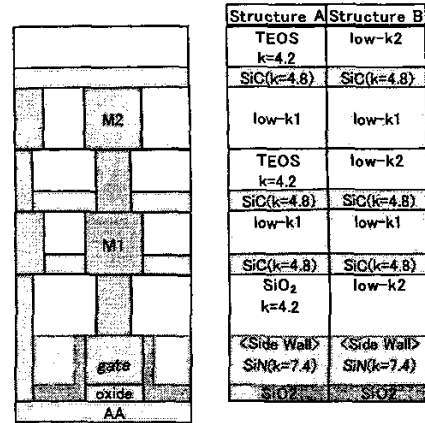 Structure A Structure B
TEOS
k=4.2
low-k2
SiC(k=4.8) SiC(k=4.8)
M2
low-k1 low-k1
TEOS
k=4.2
low-k2
SiC(k=4.8) SiC(k=4.8)
M1
low-k1 low-k1
SiC(k=4.8) SiC(k=4.8)
SiO₂
k=4.2
low-k2
gate
<Side Wall> <Side Wall>
SiN(k=7.4) SiN(k=7.4)
oxide
SiO2 SiO2
AA